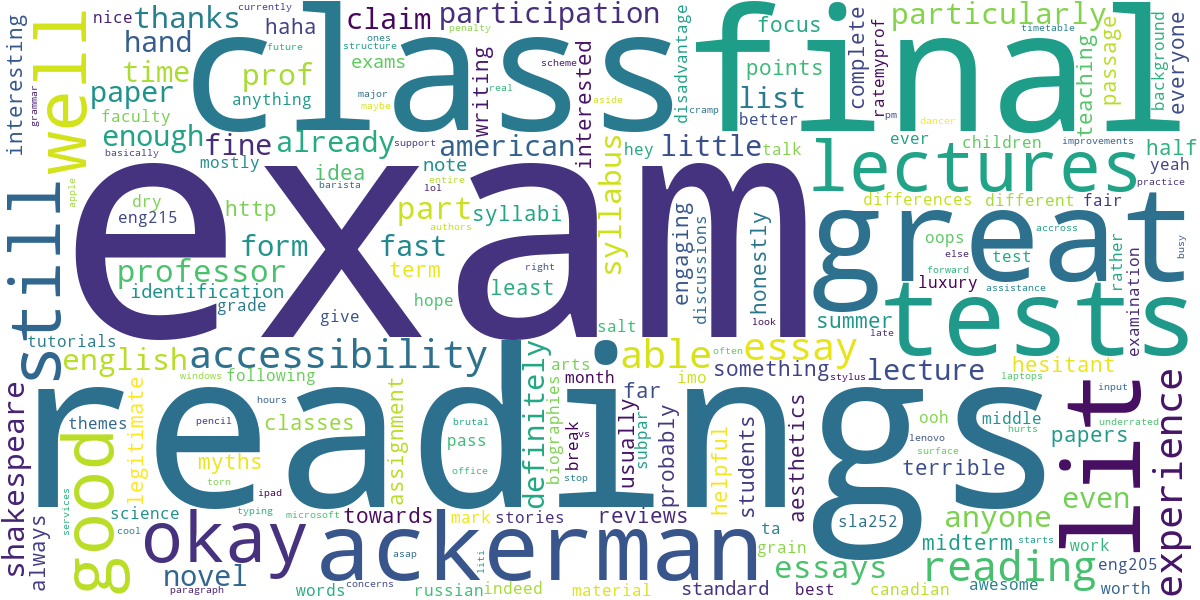 nice
currently
thanks
haha
claim
participation
class
final
particularly
interesting
future
ones
structure
penalty
scheme
focus
complete
ratemyprof
background
everyone
timetable
hand
well
time
prof
exams
writing
interested
points
disadvantage
teaching
passage
grammar
paper
anything
major
real
maybe
aside
list
cramp
pm
dancer
faculty
better
enough
fine
already
support
american
hey
little
talk
ever
children
improvements
half
basically
mostly
idea
note
lol
entire
syllabus
lectures
yeah
practice
still
apple
dry
eng215
http
barista
part
authors
syllabi
engaging
discussions
honestly
differences
different
fair
exam
great
form
fast
oops
else
accross
busy
professor
term
right
least
test
rather
examination
identification
hope
luxury
forward
assistance
grade
give
salt
look
summer
late
tests
tutorials
english
accessibility
able
often
essay
lecture
hesitant
windows
following
definitely
arts
month
imo
something
stylus
laptops
input
readings
shakespeare
themes
legitimate
hours
pencil
classes
assignment
brutal
pass
biographies
break
vs
far
usually
subpar
probably
helpful
students
aesthetics
ooh
middle
hurts
papers
underrated
lit
experience
good
myths
torn
ipad
office
stop
lenovo
surface
terrible
even
services
science
typing
microsoft
towards
mark
stories
reviews
sla252
anyone
always
cool
okay
ackerman
asap
liti
ta
grain
midterm
starts
work
novel
essays
reading
eng205
paragraph
words
concerns
russian
indeed
material
standard
best
canadian
awesome
worth